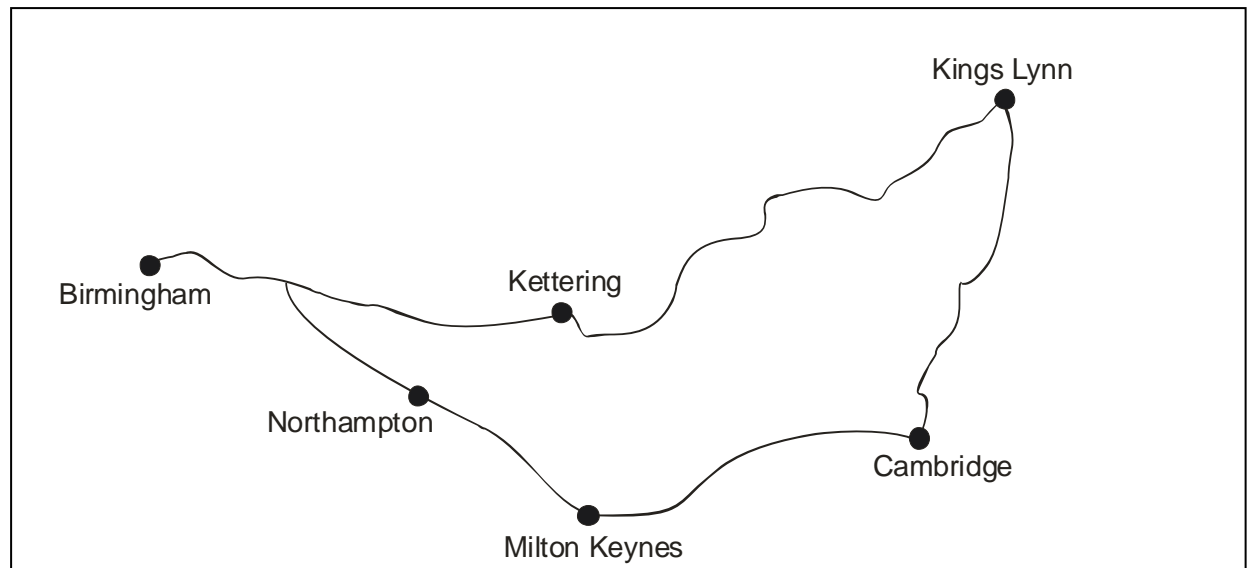 Kings Lynn
Kettering
Birmingham
Northampton
Cambridge
Milton Keynes